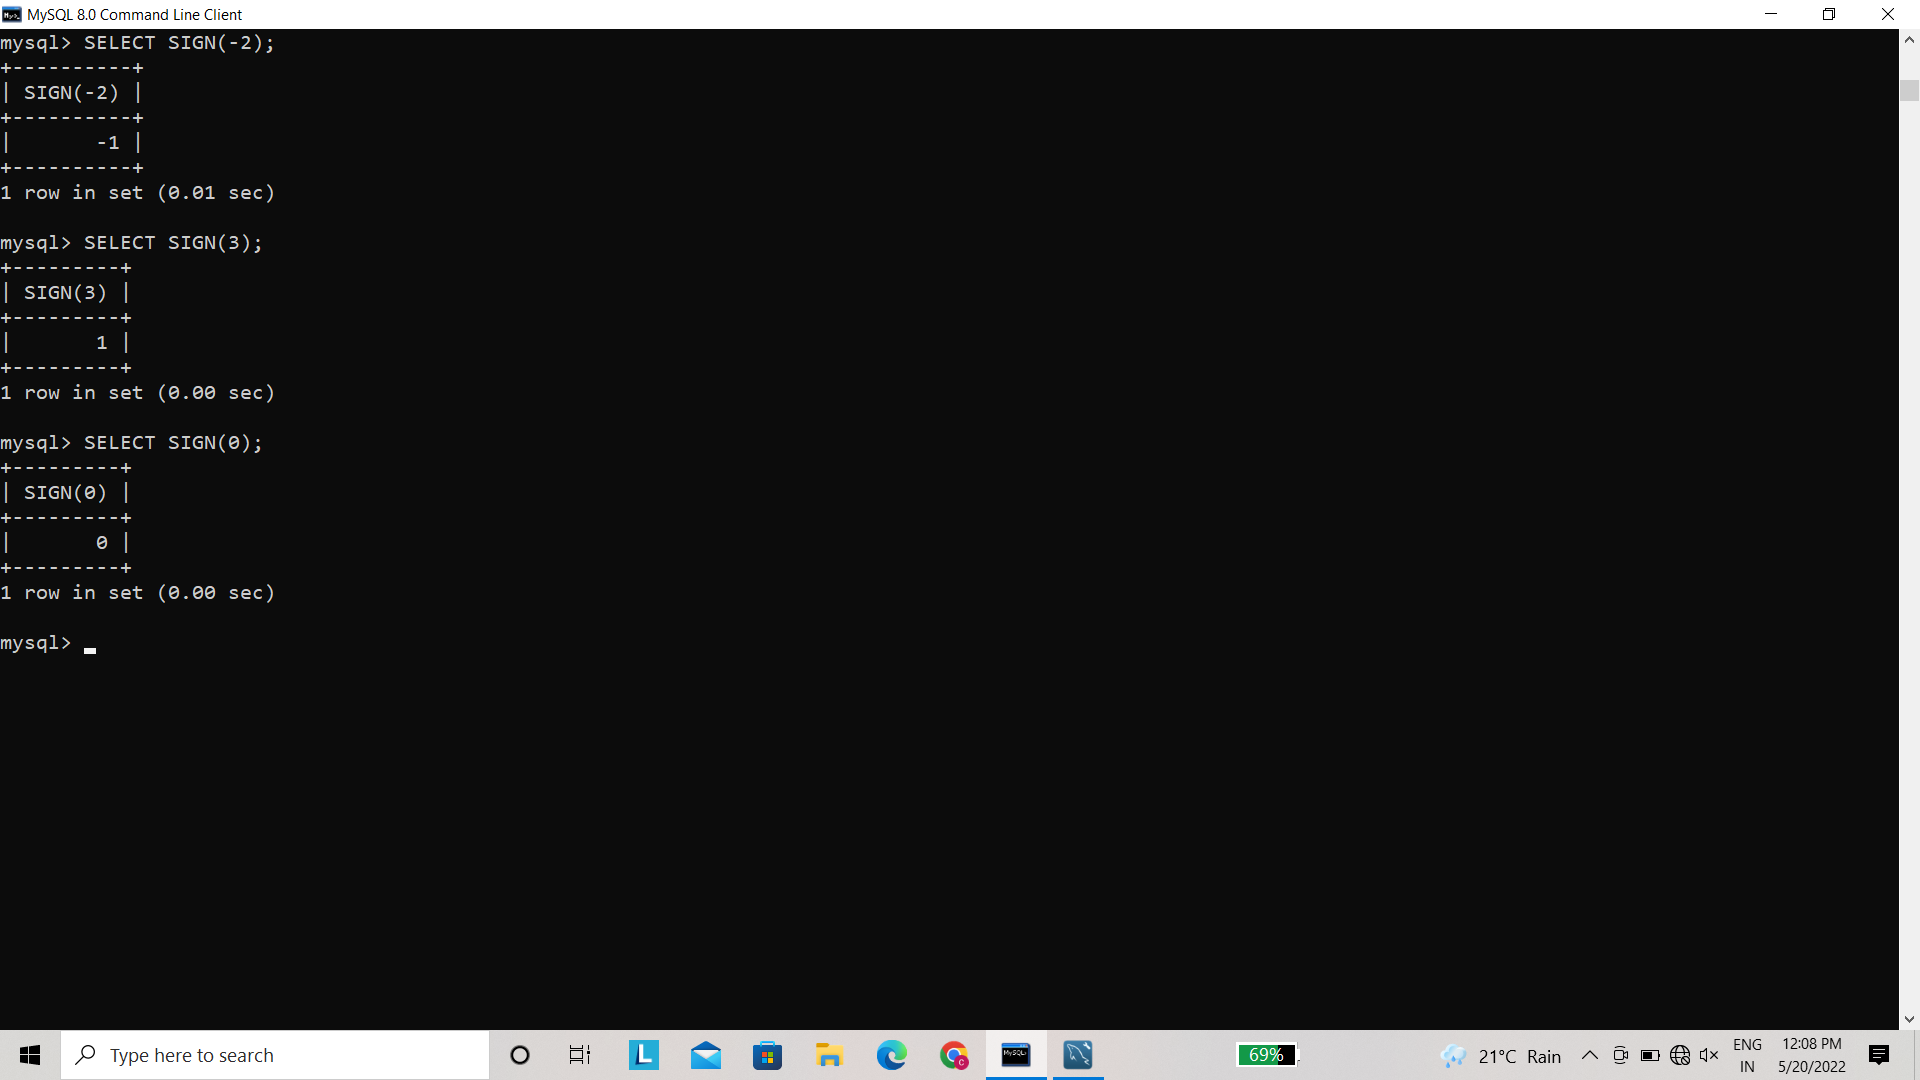 MySQL 8.0 Command Line Client
mysql> SELECT SIGN(-2);
+----------+
| SIGN(-2) |
+----------+
|       -1 |
+----------+
1 row in set (0.01 sec)

mysql> SELECT SIGN(3);
+---------+
| SIGN(3) |
+---------+
|       1 |
+---------+
1 row in set (0.00 sec)

mysql> SELECT SIGN(0);
+---------+
| SIGN(0) |
+---------+
|       0 |
+---------+
1 row in set (0.00 sec)

mysql>
Type here to search
L
C
MySQL
69%
21°C Rain
ENG
IN
12:08 PM
5/20/2022